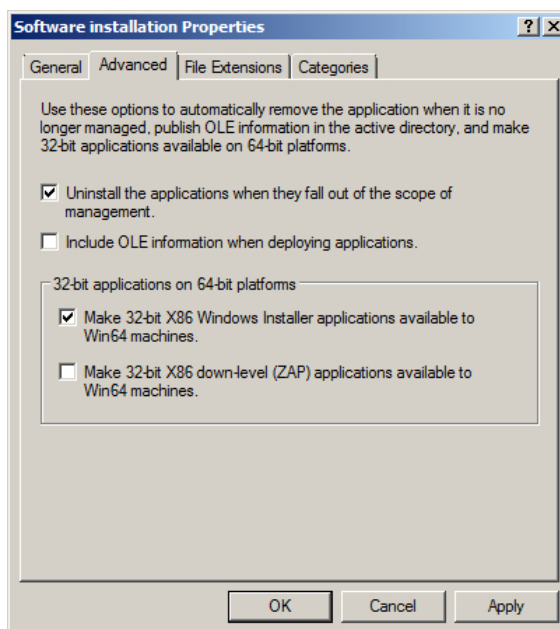 Software installation Properties
General
Advanced
File Extensions
Categories
Use these options to automatically remove the application when it is no
longer managed, publish OLE information in the active directory, and make
32-bit applications available on 64-bit platforms.
Uninstall the applications when they fall out of the scope of
management.
Include OLE information when deploying applications.
32-bit applications on 64-bit platforms
Make 32-bit X86 Windows Installer applications available to
Win64 machines.
Make 32-bit X86 down-level (ZAP) applications available to
Win64 machines.
OK
Cancel
Apply